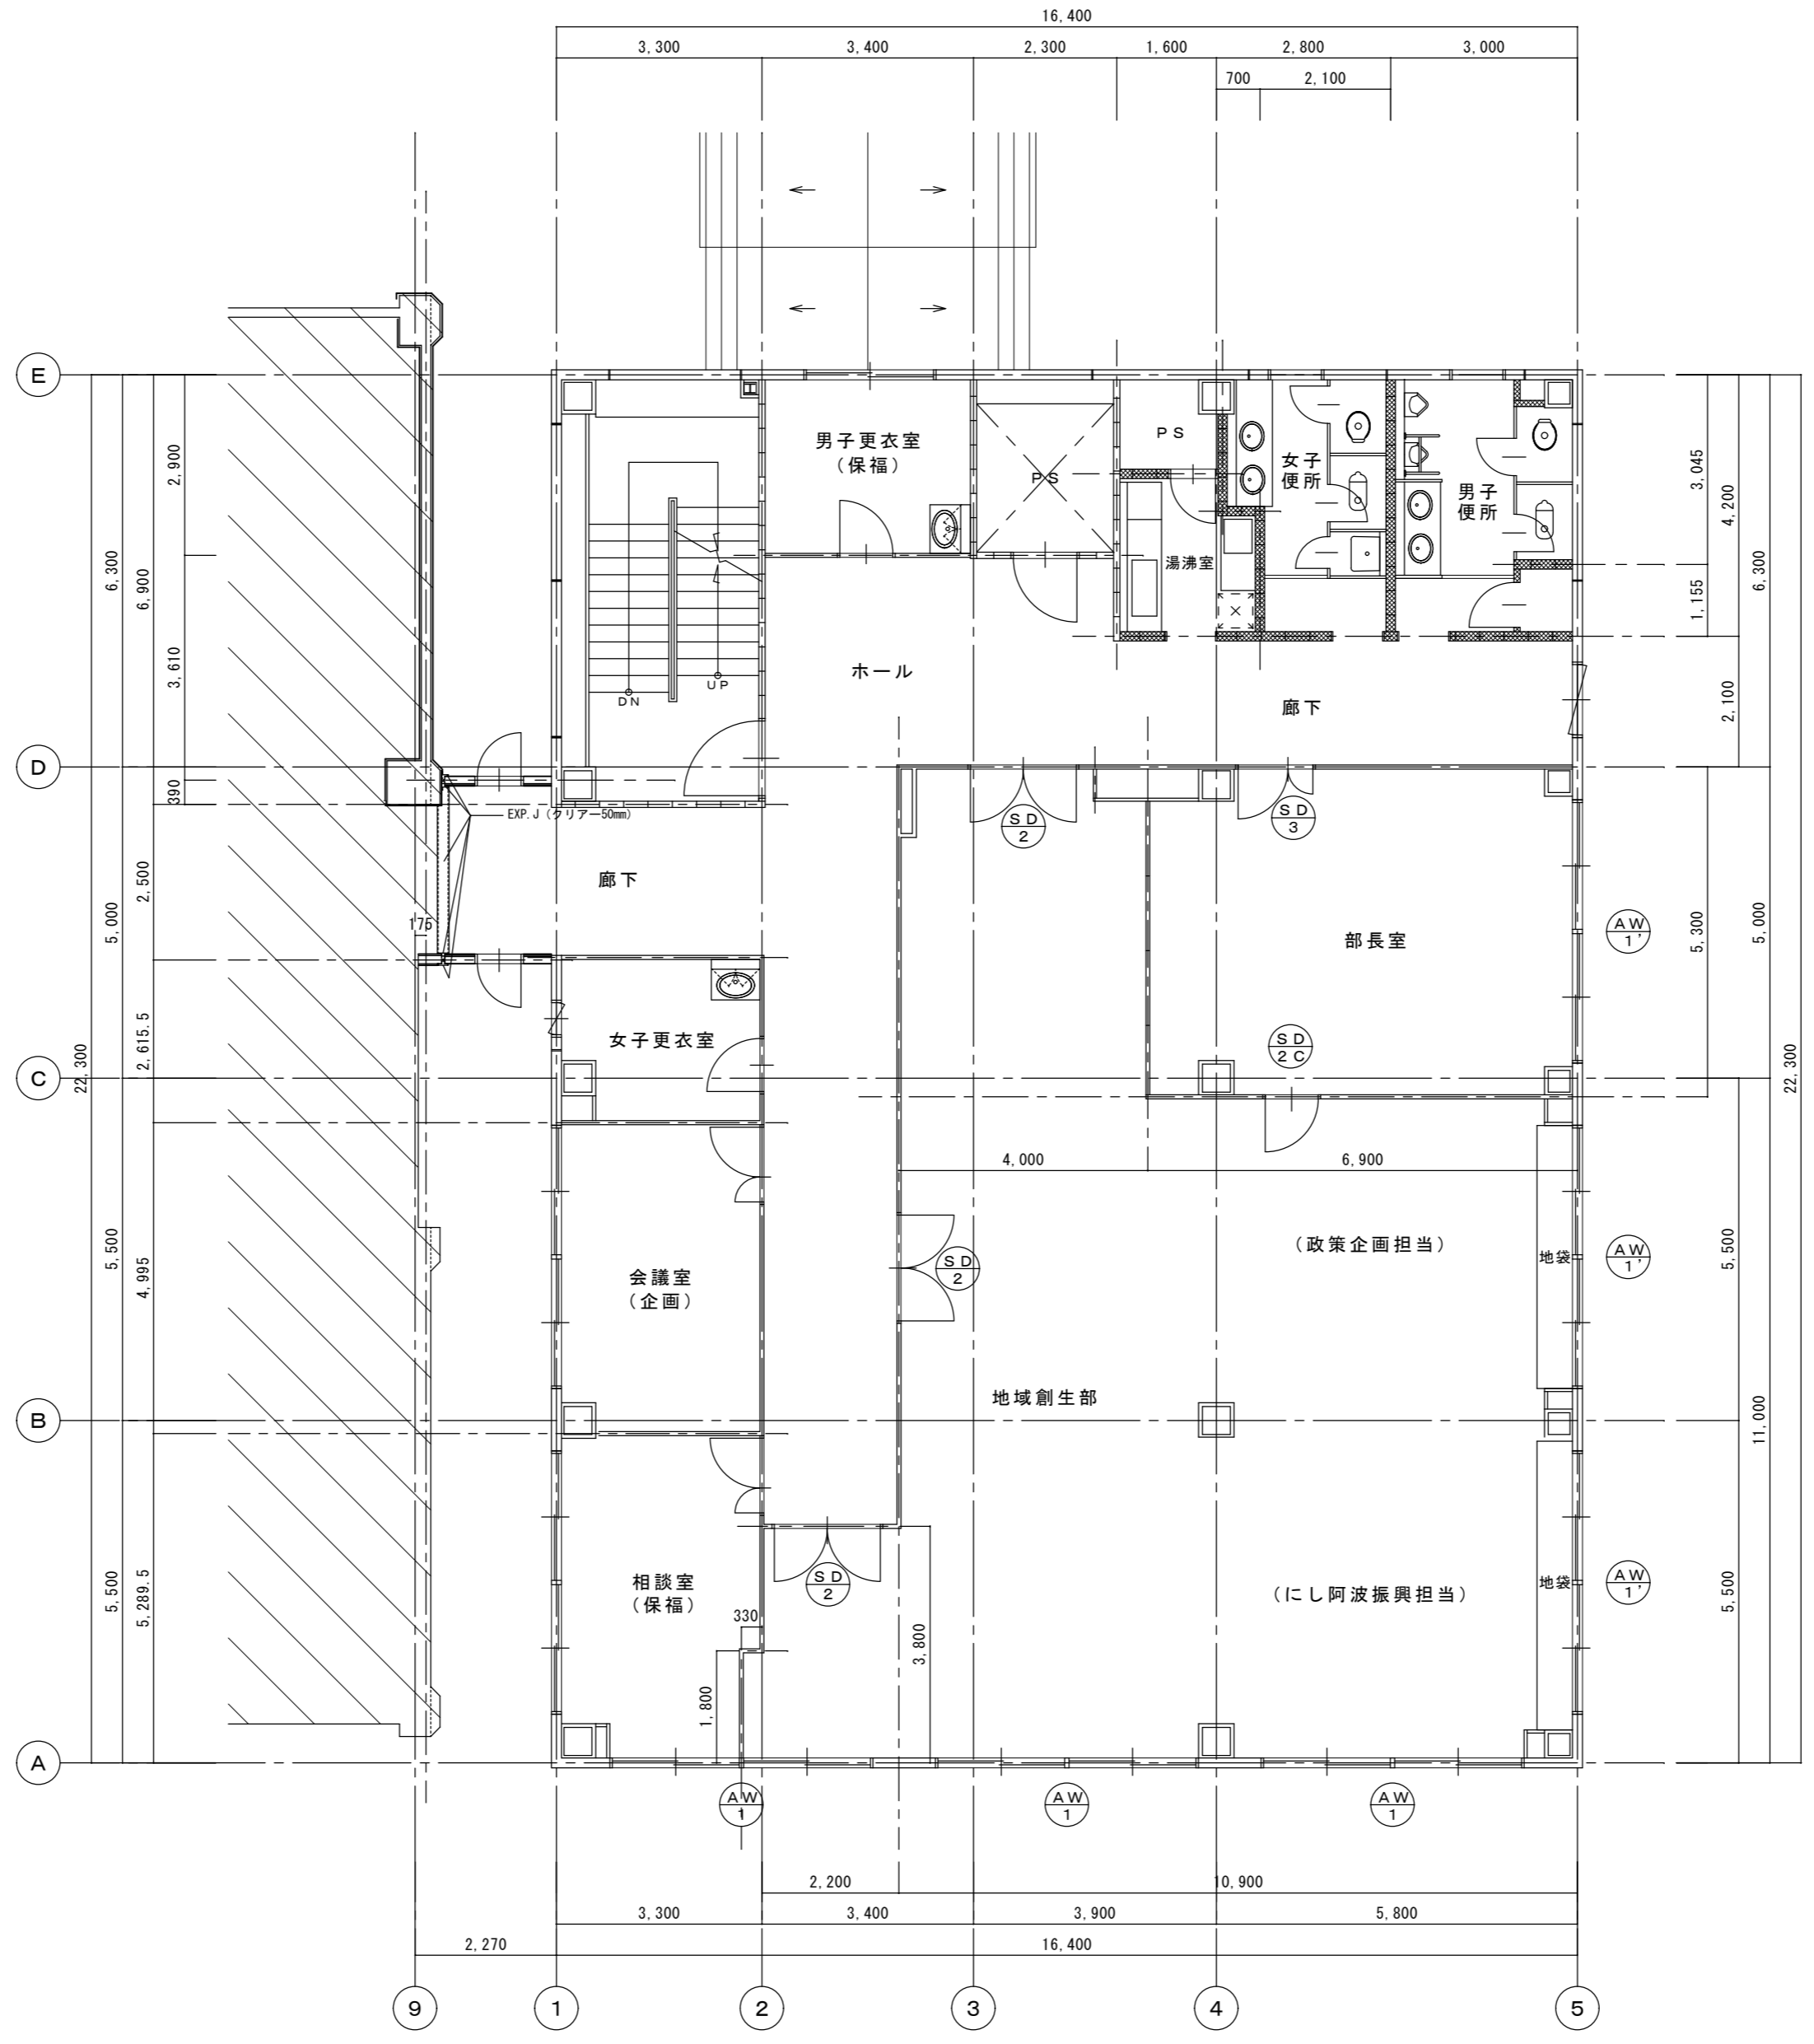 16,400
3,300
3,400
2,300
1,600
2,800
3,000
700
2,100
E
D
C
B
A
22,300
6,300
5,000
5,500
5,500
2,900
6,900
3,610
390
2,500
2,615.5
4,995
5,289.5
男子更衣室
(保福)
PS
PS
湯沸室
女子
便所
男子
便所
DN
UP
ホール
廊下
EXP.J (クリアー50mm)
廊下
175
SD
2
SD
3
部長室
AW
1'
女子更衣室
SD
2C
4,000
6,900
会議室
(企画)
SD
2
(政策企画担当)
地袋
AW
1'
地域創生部
相談室
(保福)
SD
2
330
1,800
3,800
(にし阿波振興担当)
地袋
AW
1'
3,045
1,155
4,200
2,100
6,300
5,300
5,000
5,500
5,500
11,000
22,300
AW
1
AW
1
AW
1
2,200
10,900
3,300
3,400
3,900
5,800
2,270
16,400
9
1
2
3
4
5